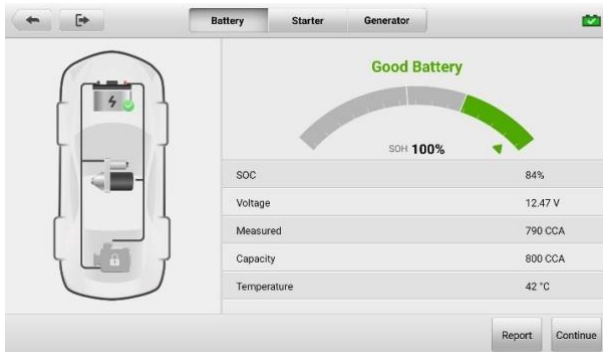 Battery Starter Generator
Good Battery
SOH 100%
SOC 84%
Voltage 12.47 V
Measured 790 CCA
Capacity 800 CCA
Temperature 42 °C
Report Continue